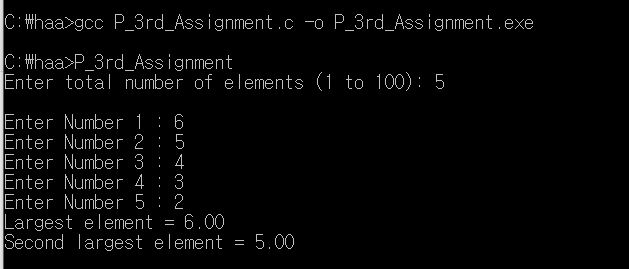 C:₩haa>gcc P_3rd_Assignment.c -o P_3rd_Assignment.exe
C:₩haa>P_3rd_Assignment
Enter total number of elements (1 to 100): 5
Enter Number 1 : 6
Enter Number 2 : 5
Enter Number 3 : 4
Enter Number 4 : 3
Enter Number 5 : 2
Largest element = 6.00
Second largest element = 5.00